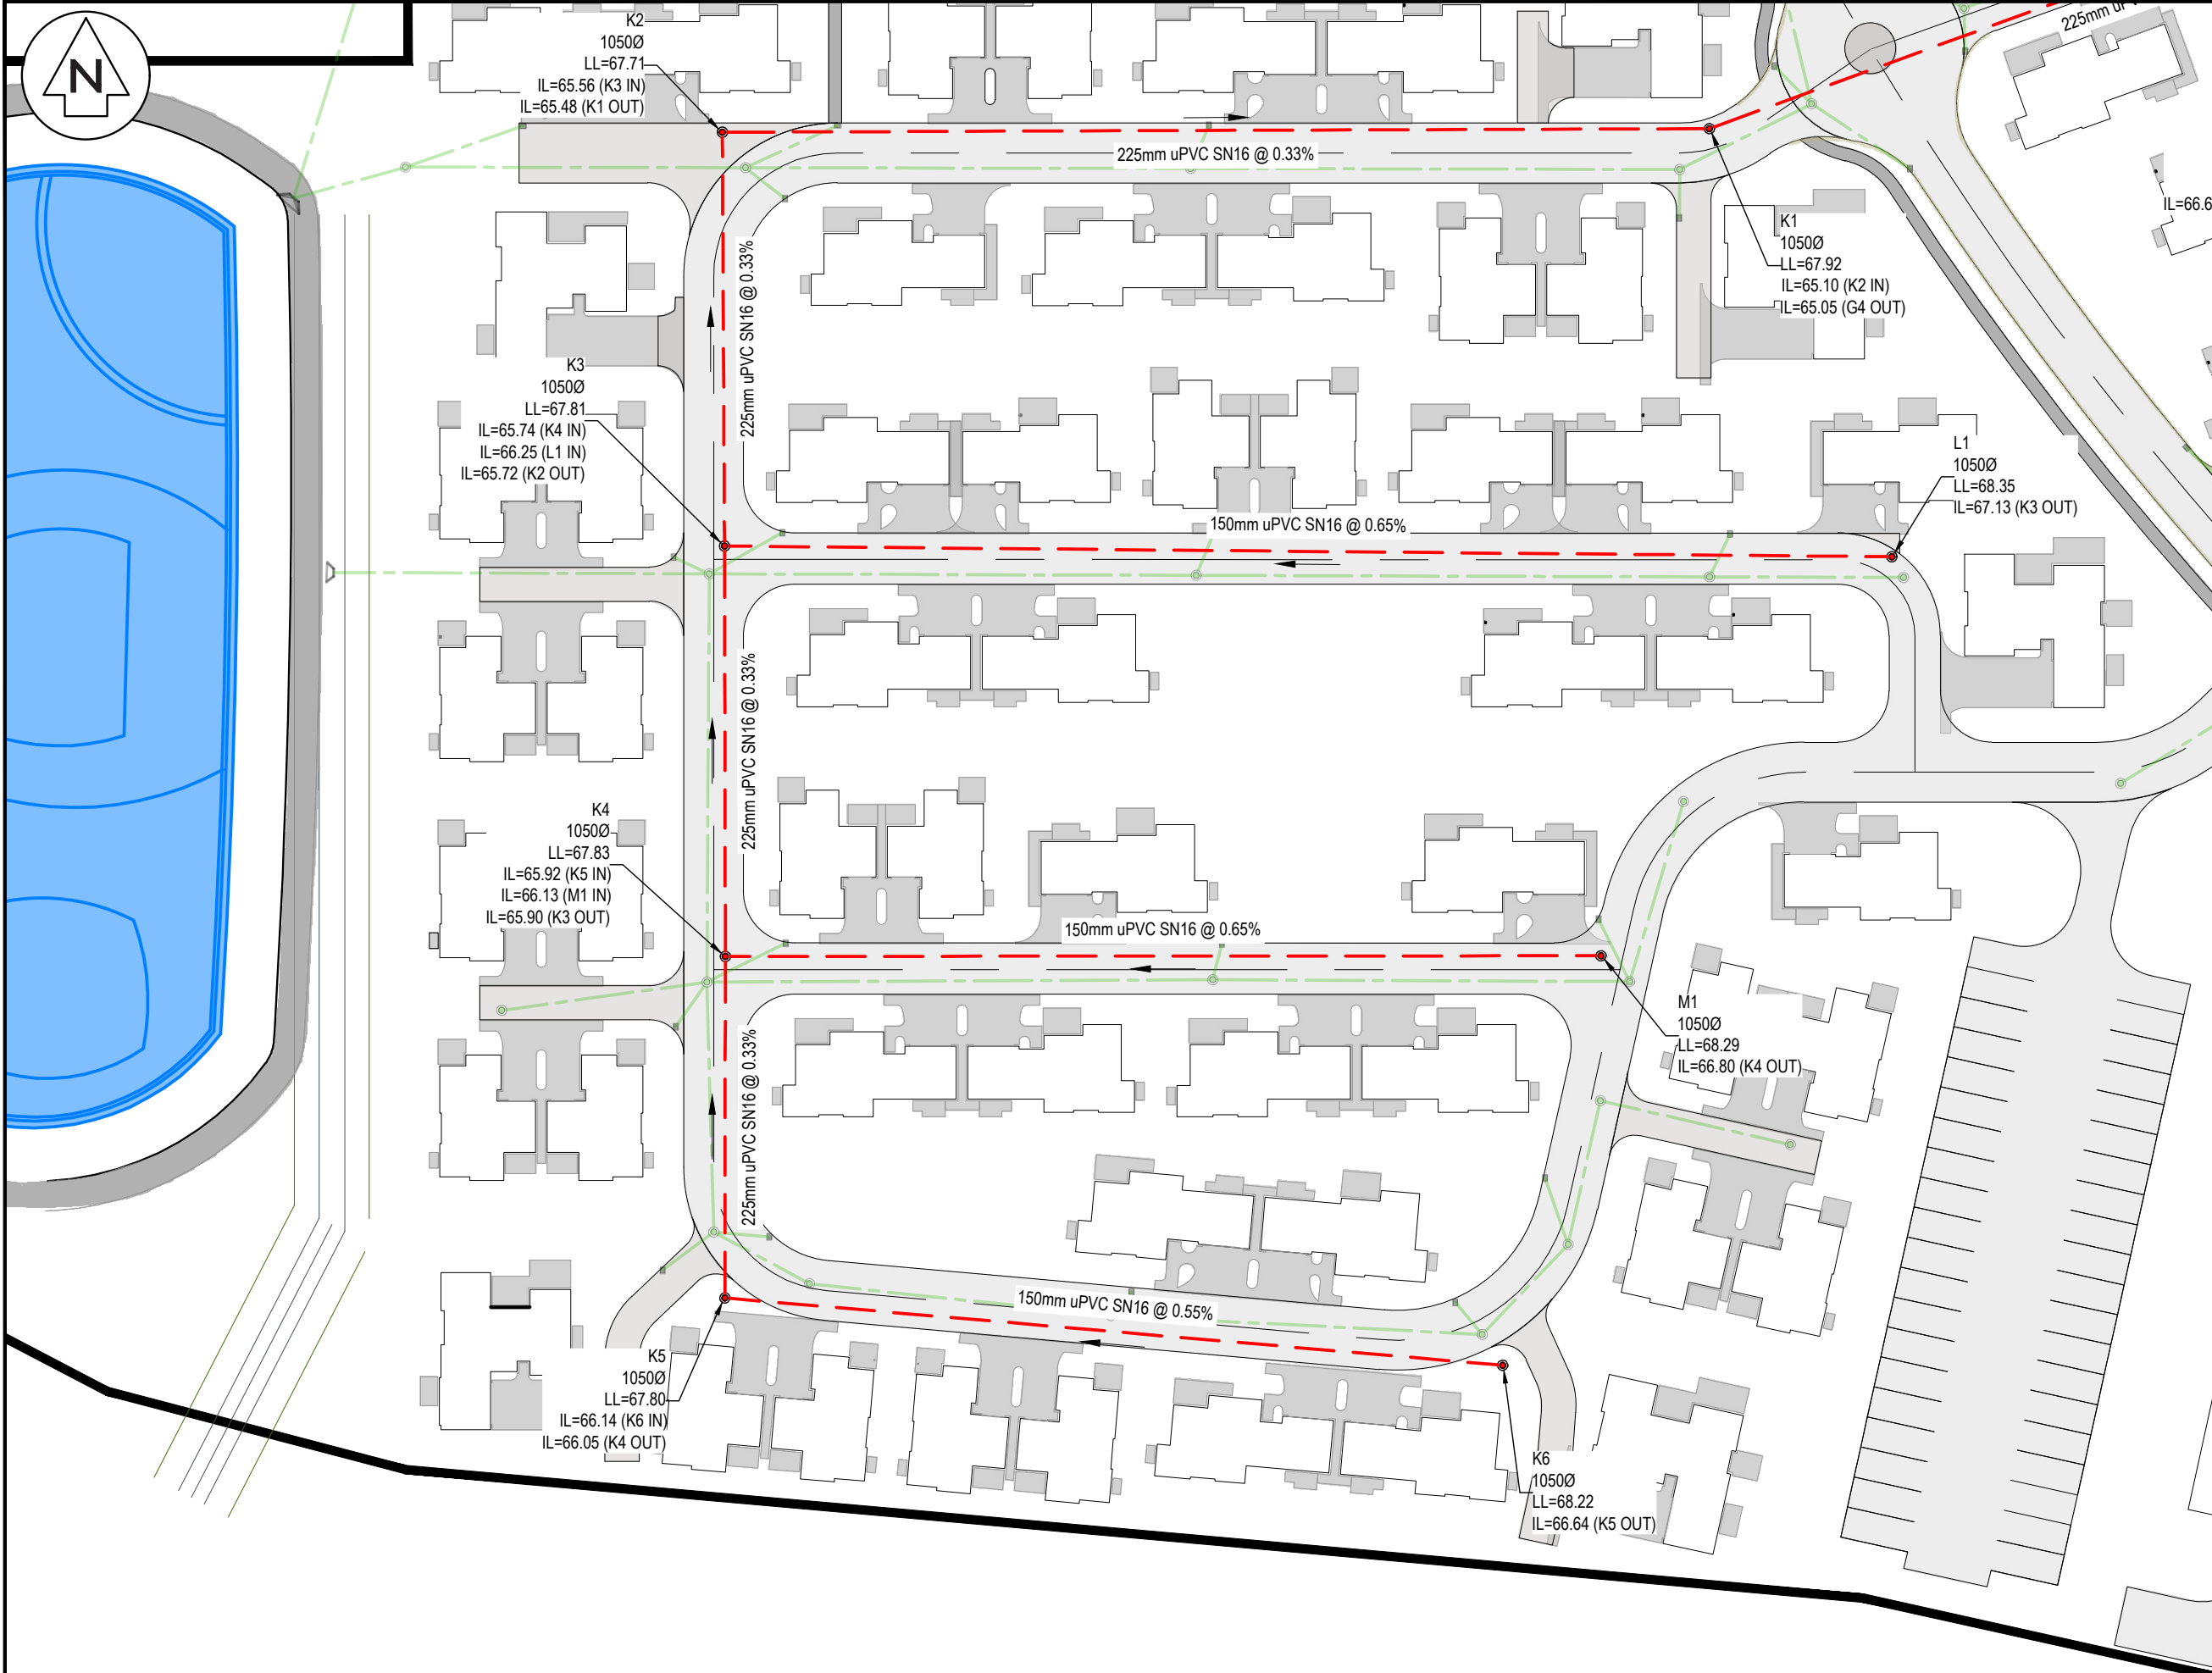 N
K2
1050Ø
LL=67.71
IL=65.56 (K3 IN)
IL=65.48 (K1 OUT)
225mm
225mm uPVC SN16 @ 0.33%
K1
1050Ø
LL=67.92
IL=65.10 (K2 IN)
IL=65.05 (G4 OUT)
IL=66.6
225mm uPVC SN16 @ 0.33%
K3
1050Ø
LL=67.81
IL=65.74 (K4 IN)
IL=66.25 (L1 IN)
IL=65.72 (K2 OUT)
L1
1050Ø
LL=68.35
IL=67.13 (K3 OUT)
150mm uPVC SN16 @ 0.65%
225mm uPVC SN16 @ 0.33%
K4
1050Ø
LL=67.83
IL=65.92 (K5 IN)
IL=66.13 (M1 IN)
IL=65.90 (K3 OUT)
150mm uPVC SN16 @ 0.65%
M1
1050Ø
LL=68.29
IL=66.80 (K4 OUT)
225mm uPVC SN16 @ 0.33%
150mm uPVC SN16 @ 0.55%
K5
1050Ø
LL=67.80
IL=66.14 (K6 IN)
IL=66.05 (K4 OUT)
K6
1050Ø
LL=68.22
IL=66.64 (K5 OUT)